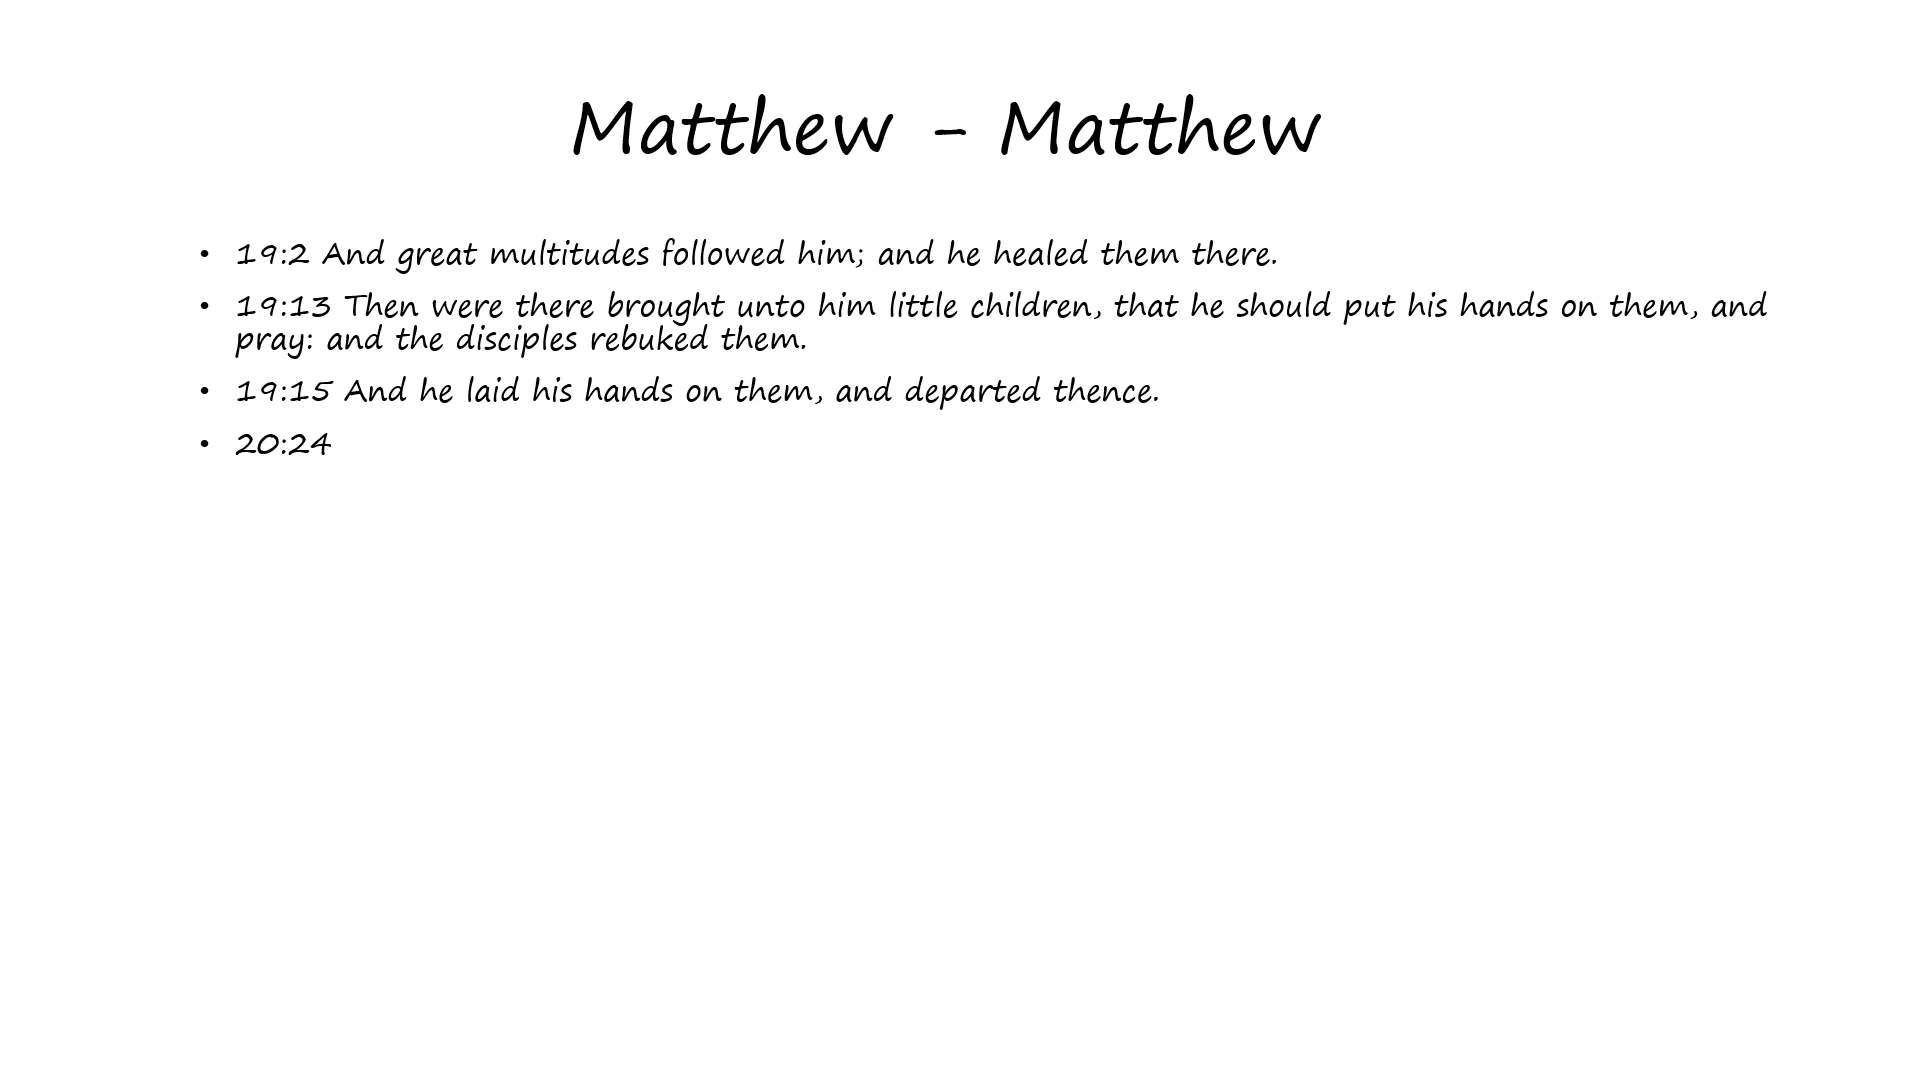 Matthew - Matthew
• 19:2 And great multitudes followed him; and he healed them there.
• 19:13 Then were there brought unto him little children, that he should put his hands on them, and
pray: and the disciples rebuked them.
• 19:15 And he laid his hands on them, and departed thence.
• 20:24